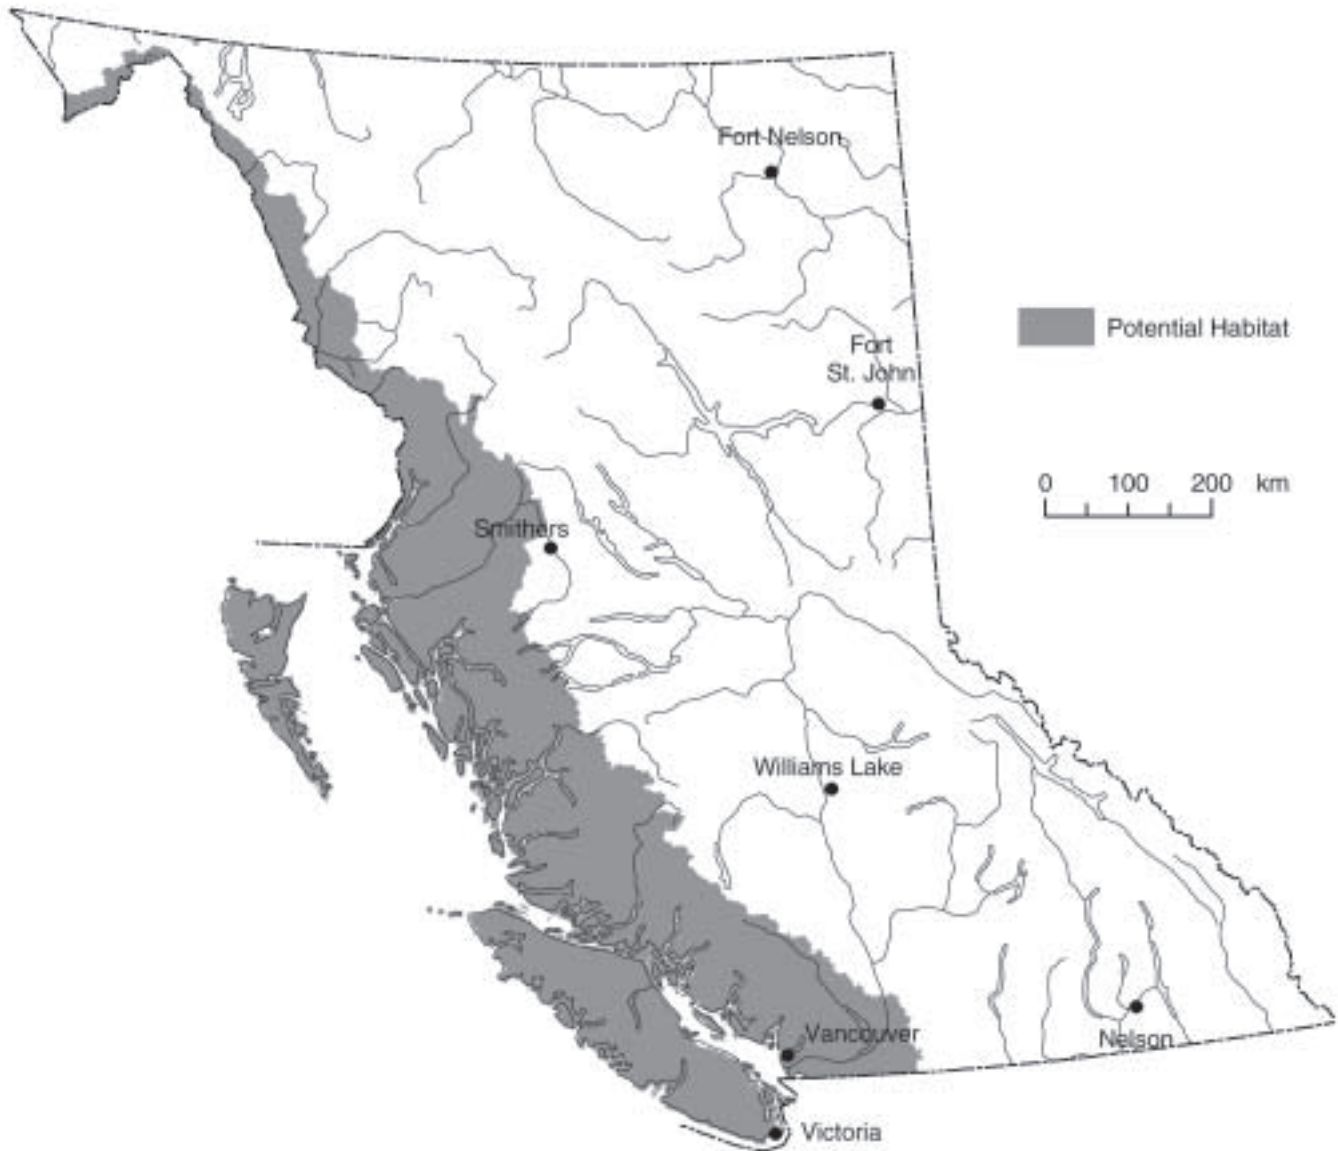 Fort Nelson
Potential Habitat
Fort
St. John
0 100 200 km
Smithers
Williams Lake
Vancouver
Nelson
Victoria